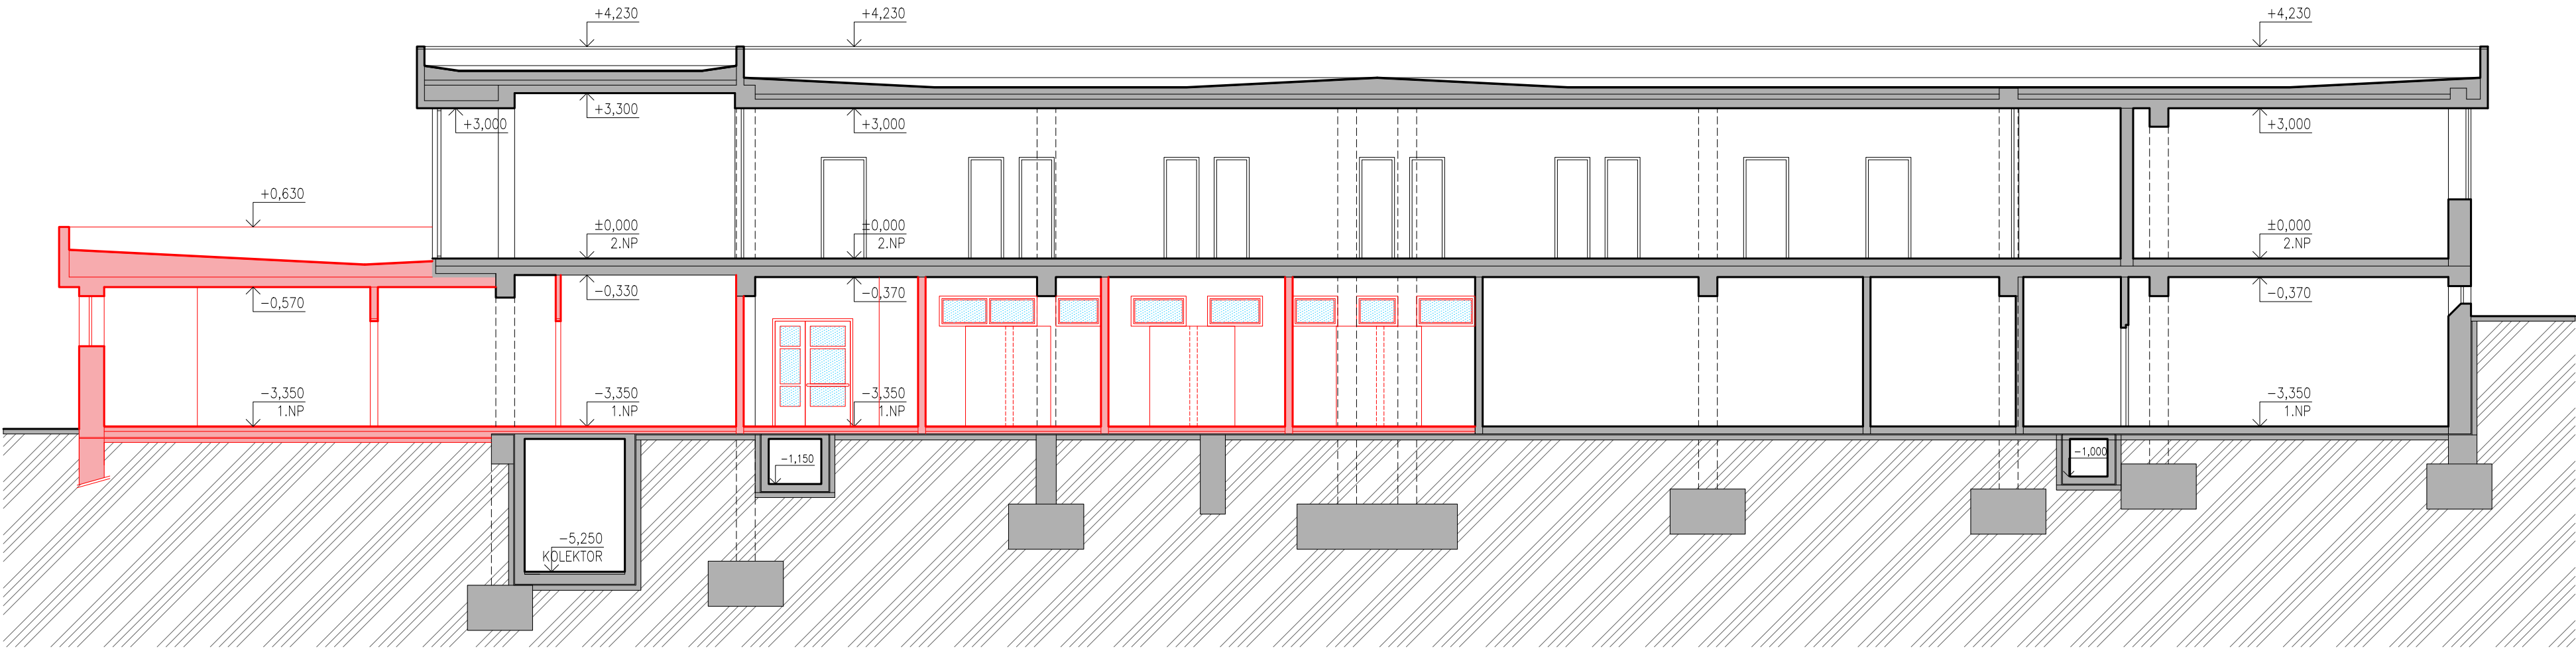 +4,230
+4,230
+4,230
+3,300
+3,000
+3,000
+3,000
+0,630
±0,000
2.NP
±0,000
2.NP
±0,000
2.NP
−0,570
−0,330
−0,370
−0,370
−3,350
1.NP
−3,350
1.NP
−3,350
1.NP
−3,350
1.NP
−1,150
−1,000
−5,250
KOLEKTOR